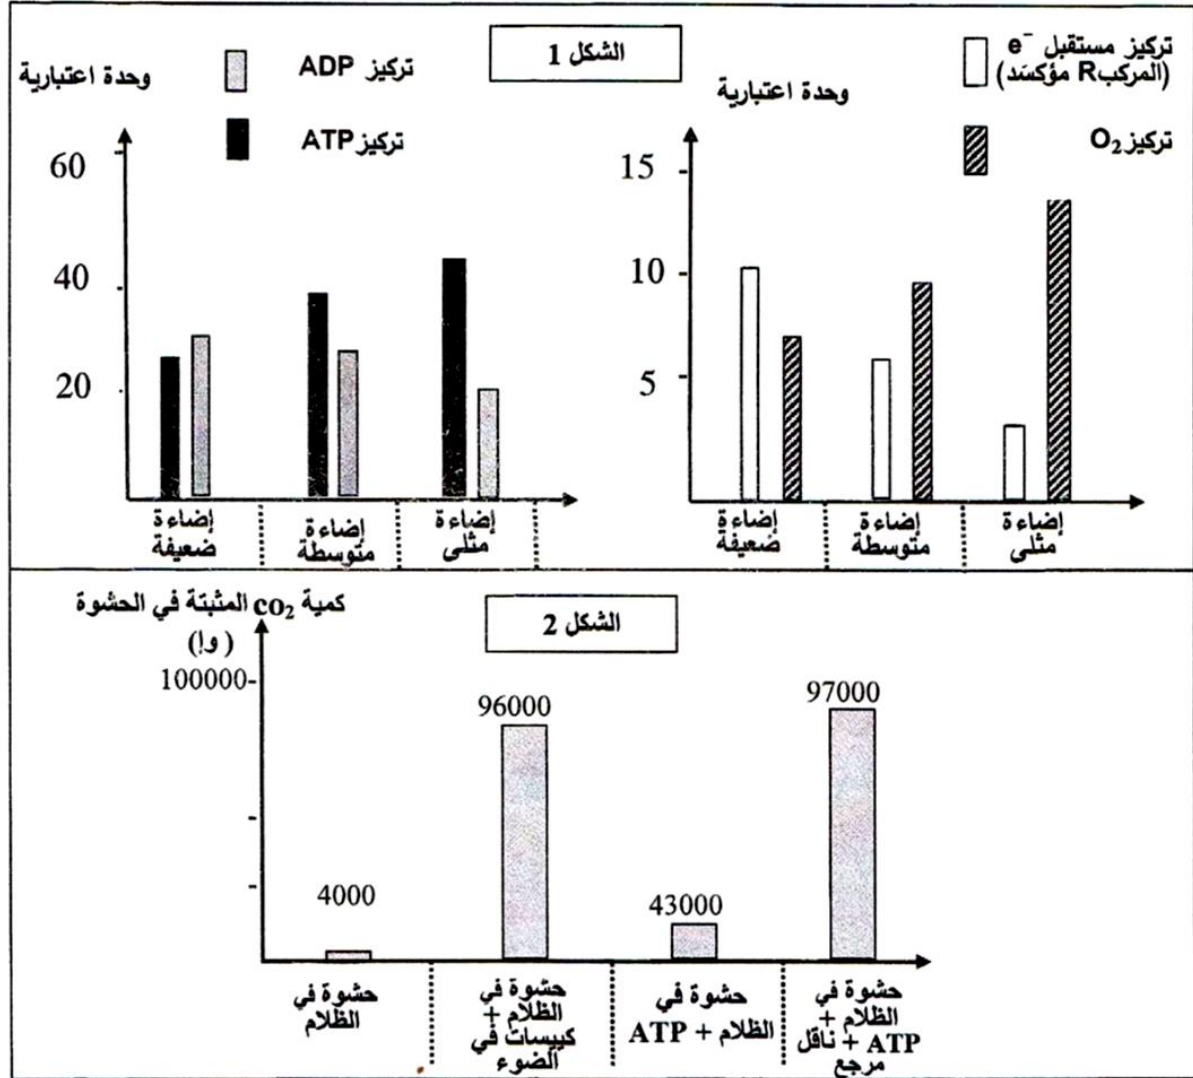 الشكل 1
وحدة اعتبارية
تركيز ADP
تركيز ATP
60
40
20
إضاءة
ضعيفة
إضاءة
متوسطة
إضاءة
مثلى
تركيز مستقبل e⁻
(المركب R مؤكسَد)
وحدة اعتبارية
تركيز O₂
15
10
5
إضاءة
ضعيفة
إضاءة
متوسطة
إضاءة
مثلى
الشكل 2
كمية co₂ المثبتة في الحشوة
(وإ)
100000
4000
96000
43000
97000
حشوة في
الظلام
حشوة في
الظلام +
كييسات في
الضوء
حشوة في
الظلام + ATP
حشوة في
الظلام +
ATP + ناقل
مرجع